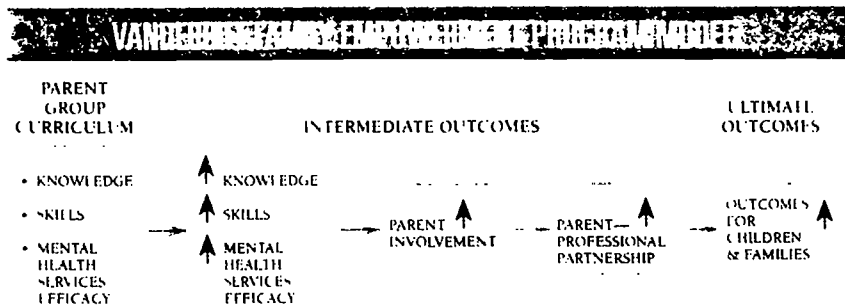 VANDERBILT FAMILY EMPOWERMENT PROGRAM MODEL
PARENT
GROUP
CURRICULUM
INTERMEDIATE OUTCOMES
ULTIMATE
OUTCOMES
• KNOWLEDGE
• SKILLS
• MENTAL
HEALTH
SERVICES
EFFICACY
KNOWLEDGE
SKILLS
MENTAL
HEALTH
SERVICES
EFFICACY
PARENT
INVOLVEMENT
PARENT—
PROFESSIONAL
PARTNERSHIP
OUTCOMES
FOR
CHILDREN
& FAMILIES